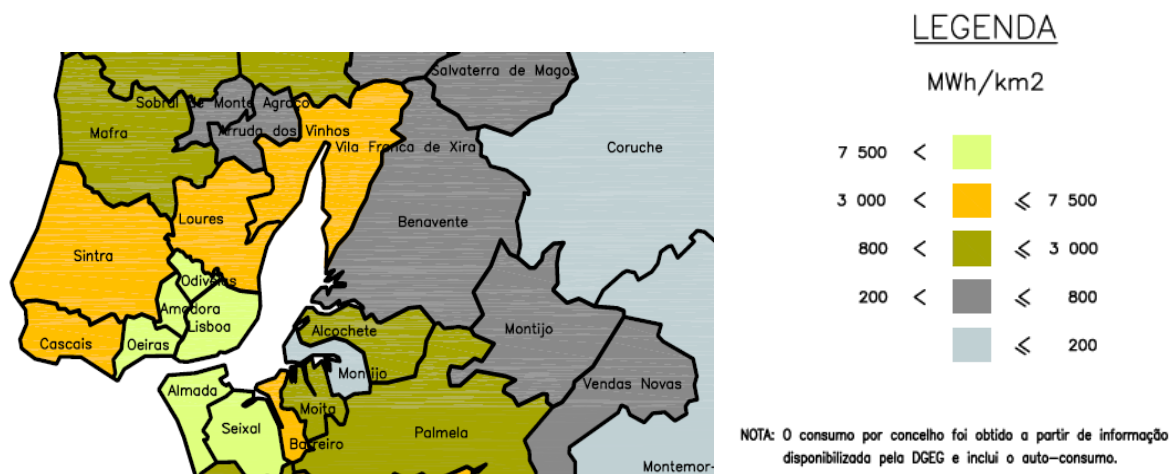 Salvaterra de Magos
Sobral de Monte Agraço
Arruda dos Vinhos
Mafra
Vila Franca de Xira
Coruche
Loures
Benavente
Sintra
Odivelas
Amadora
Lisboa
Cascais
Oeiras
Alcochete
Montijo
Montijo
Almada
Vendas Novas
Moita
Seixal
Barreiro
Palmela
Montemor-
LEGENDA
MWh/km2
7 500 <
3 000 < ⩽ 7 500
800 < ⩽ 3 000
200 < ⩽ 800
⩽ 200
NOTA: O consumo por concelho foi obtido a partir de informação
disponibilizada pela DGEG e inclui o auto-consumo.